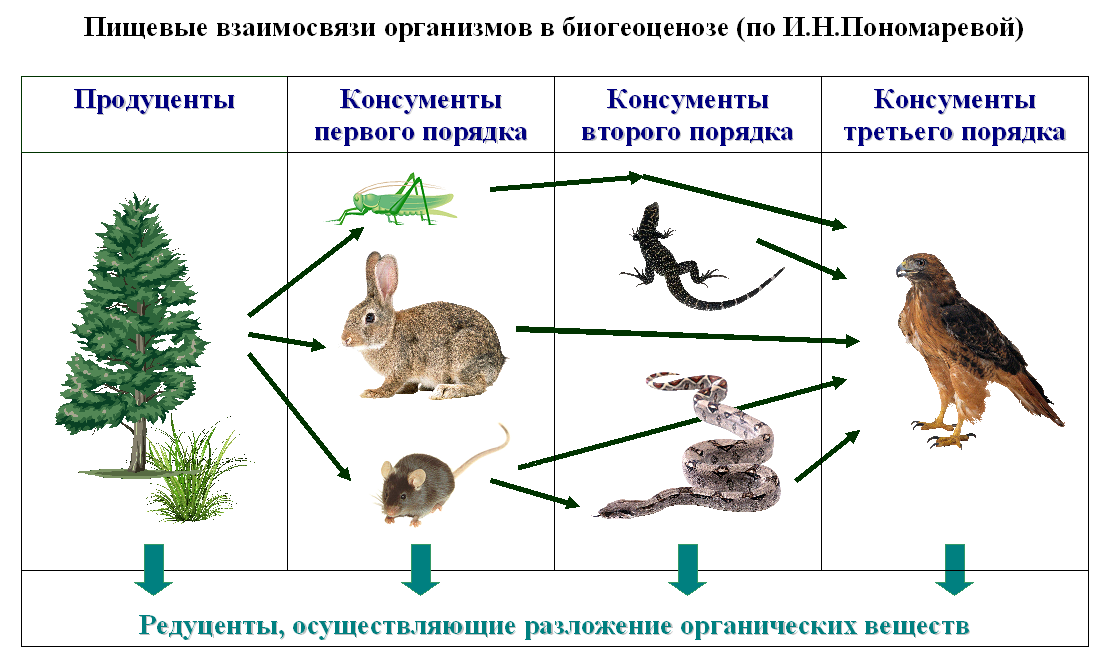 Пищевые взаимосвязи организмов в биогеоценозе (по И.Н.Пономаревой)
Продуценты
Консументы
первого порядка
Консументы
второго порядка
Консументы
третьего порядка
Редуценты, осуществляющие разложение органических веществ